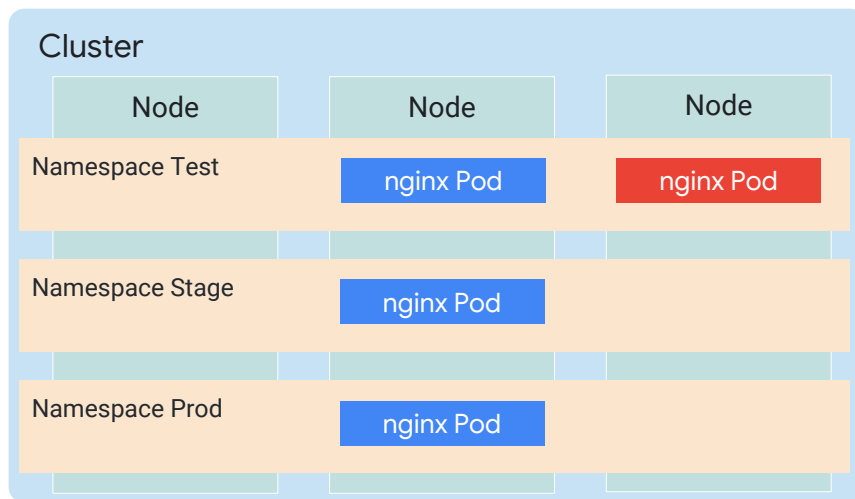 Cluster
Node
Node
Node
Namespace Test
nginx Pod
nginx Pod
Namespace Stage
nginx Pod
Namespace Prod
nginx Pod